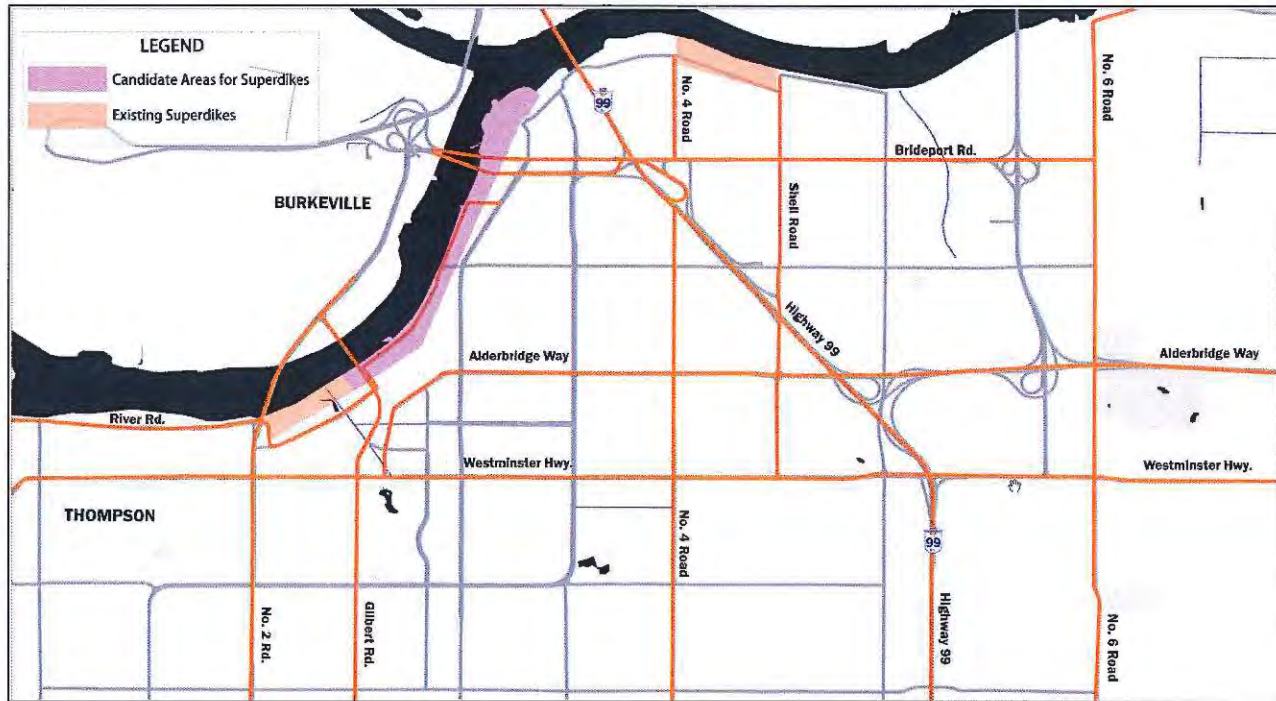 LEGEND
Candidate Areas for Superdikes
Existing Superdikes
99
No. 4 Road
No. 6 Road
Brideport Rd.
BURKEVILLE
Shell Road
Highway 99
Alderbridge Way
Alderbridge Way
River Rd.
Westminster Hwy.
Westminster Hwy.
THOMPSON
No. 4 Road
99
No. 2 Rd.
Gilbert Rd.
Highway 99
No. 6 Road